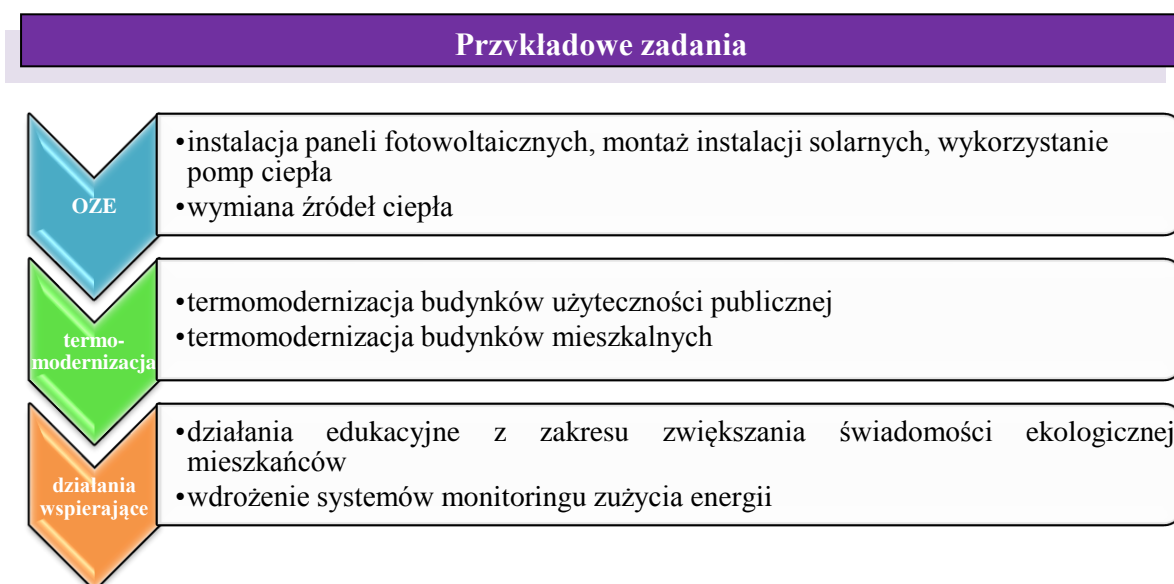 Przykładowe zadania
•instalacja paneli fotowoltaicznych, montaż instalacji solarnych, wykorzystanie
pomp ciepła
OZE
•wymiana źródeł ciepła
•termomodernizacja budynków użyteczności publicznej
•termomodernizacja budynków mieszkalnych
termo-
modernizacja
•działania edukacyjne z zakresu zwiększania świadomości ekologicznej
mieszkańców
•wdrożenie systemów monitoringu zużycia energii
działania
wspierające